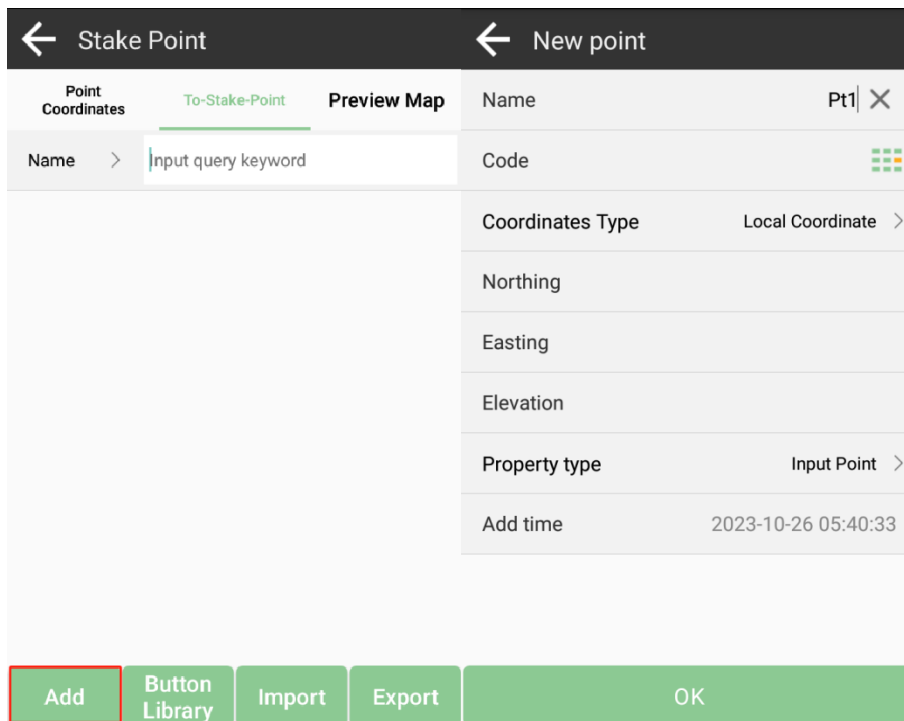 Stake Point
Point
Coordinates
To-Stake-Point
Preview Map
Name
Input query keyword
Add
Button
Library
Import
Export
New point
Name Pt1
Code
Coordinates Type Local Coordinate
Northing
Easting
Elevation
Property type Input Point
Add time 2023-10-26 05:40:33
OK